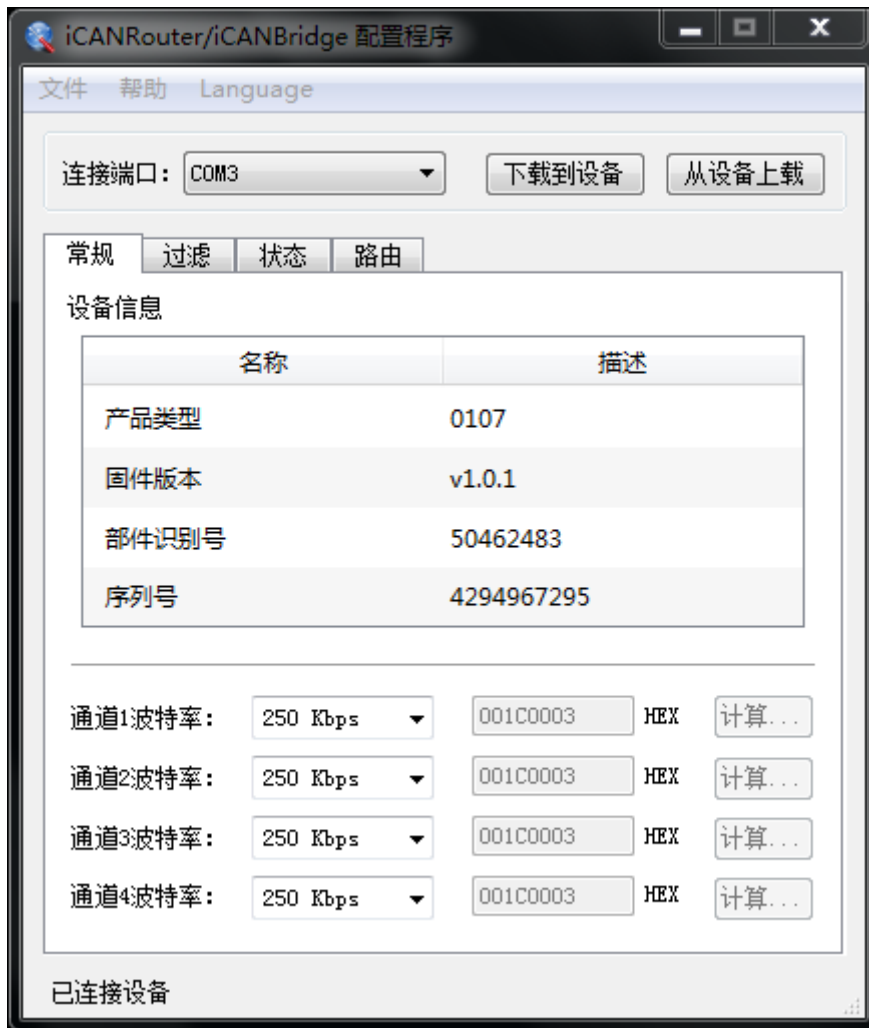 iCANRouter/iCANBridge 配置程序
文件 帮助 Language
连接端口: COM3 下载到设备 从设备上载
常规 过滤 状态 路由
设备信息
名称 描述
产品类型 0107
固件版本 v1.0.1
部件识别号 50462483
序列号 4294967295
通道1波特率: 250 Kbps 001C0003 HEX 计算...
通道2波特率: 250 Kbps 001C0003 HEX 计算...
通道3波特率: 250 Kbps 001C0003 HEX 计算...
通道4波特率: 250 Kbps 001C0003 HEX 计算...
已连接设备